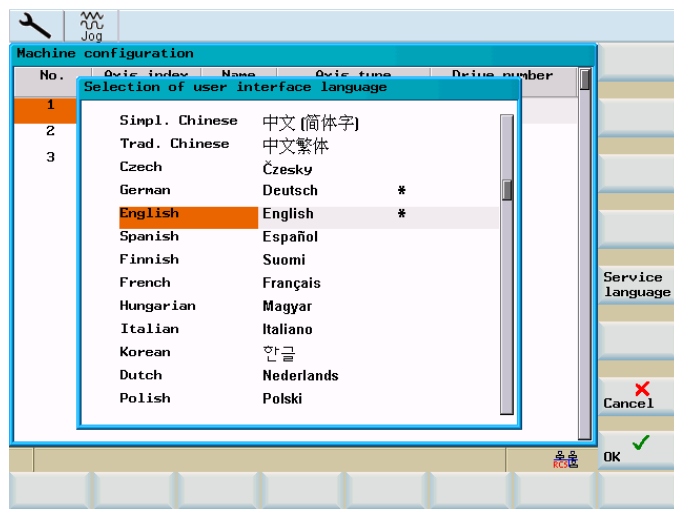 Jog
Machine configuration
No. Axis index Name Axis type Drive number
Selection of user interface language
1
2
3
Simpl. Chinese 中文 (简体字)
Trad. Chinese 中文繁体
Czech Česky
German Deutsch *
English English *
Spanish Español
Finnish Suomi
French Français
Hungarian Magyar
Italian Italiano
Korean 한글
Dutch Nederlands
Polish Polski
Service
language
Cancel
OK
RCS